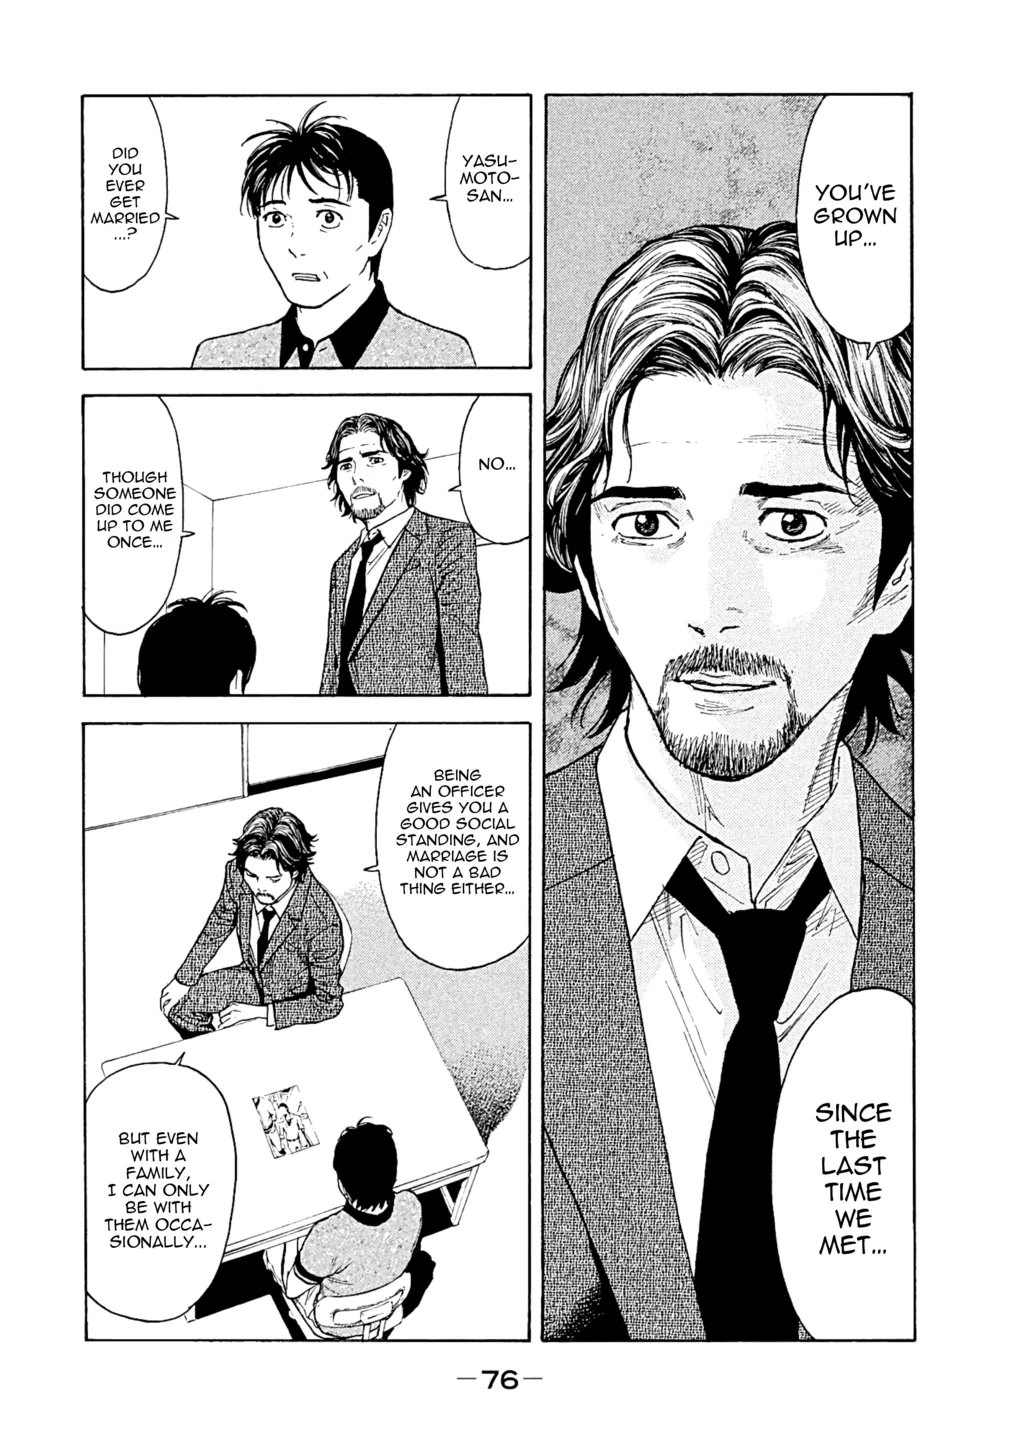 YOU'VE
GROWN
UP...
SINCE
THE
LAST
TIME
WE
MET...
YASU-
MOTO-
SAN...
DID
YOU
EVER
GET
MARRIED
...?
NO...
THOUGH
SOMEONE
DID COME
UP TO ME
ONCE...
BEING
AN OFFICER
GIVES YOU A
GOOD SOCIAL
STANDING, AND
MARRIAGE IS
NOT A BAD
THING EITHER...
BUT EVEN
WITH A
FAMILY,
I CAN ONLY
BE WITH
THEM OCCA-
SIONALLY...
—76—